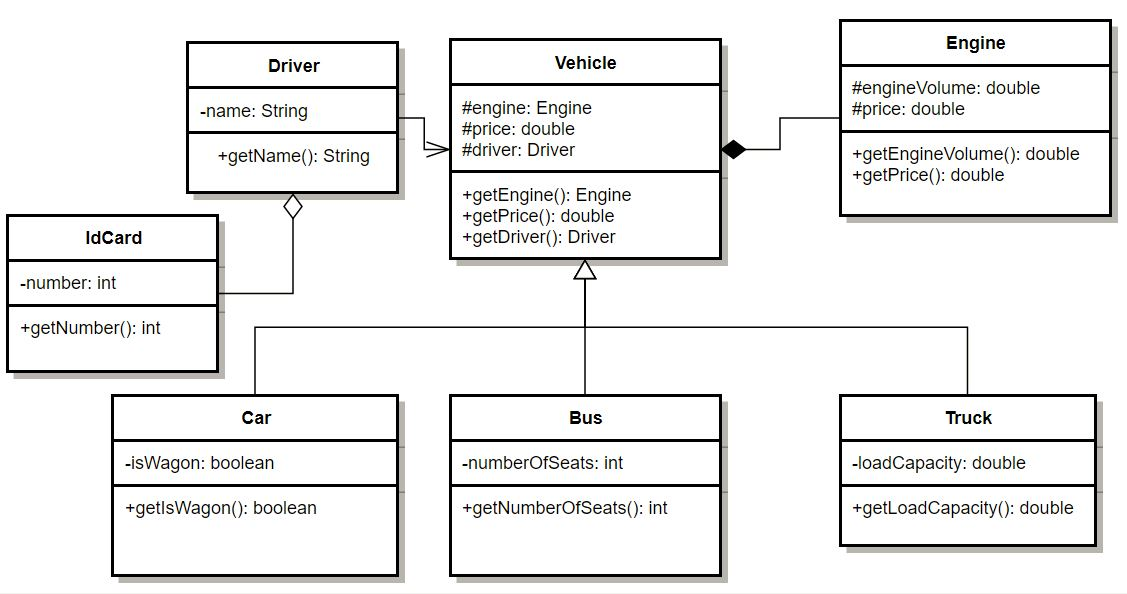 Driver
-name: String
+getName(): String
Vehicle
#engine: Engine
#price: double
#driver: Driver
+getEngine(): Engine
+getPrice(): double
+getDriver(): Driver
Engine
#engineVolume: double
#price: double
+getEngineVolume(): double
+getPrice(): double
IdCard
-number: int
+getNumber(): int
Car
-isWagon: boolean
+getIsWagon(): boolean
Bus
-numberOfSeats: int
+getNumberOfSeats(): int
Truck
-loadCapacity: double
+getLoadCapacity(): double